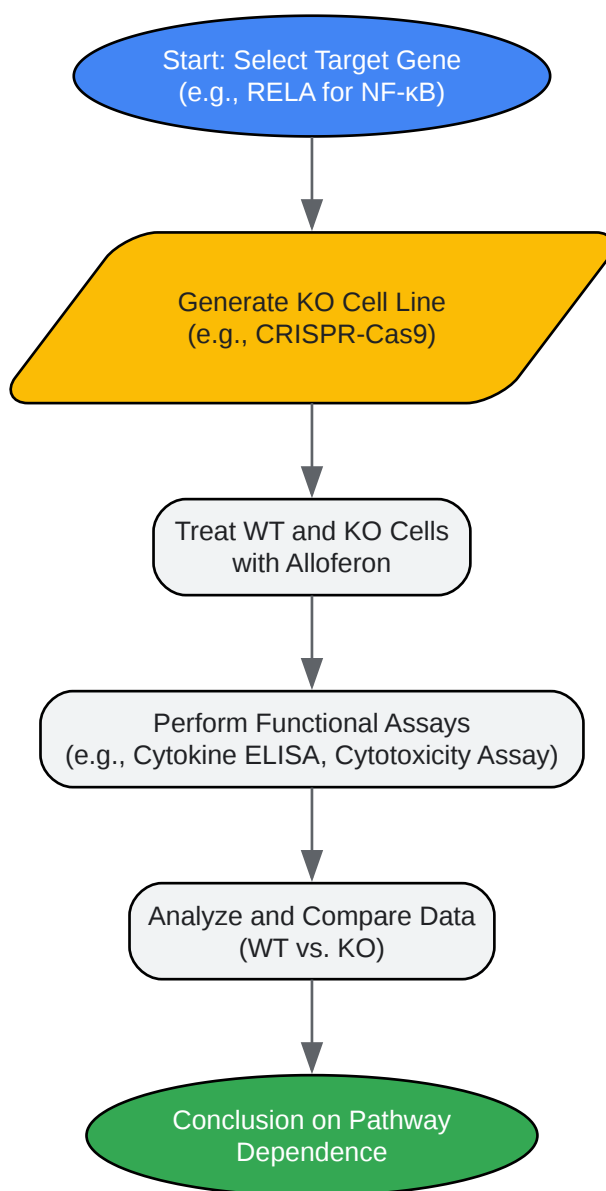 Start: Select Target Gene
(e.g., RELA for NF-κB)
Generate KO Cell Line
(e.g., CRISPR-Cas9)
Treat WT and KO Cells
with Alloferon
Perform Functional Assays
(e.g., Cytokine ELISA, Cytotoxicity Assay)
Analyze and Compare Data
(WT vs. KO)
Conclusion on Pathway
Dependence